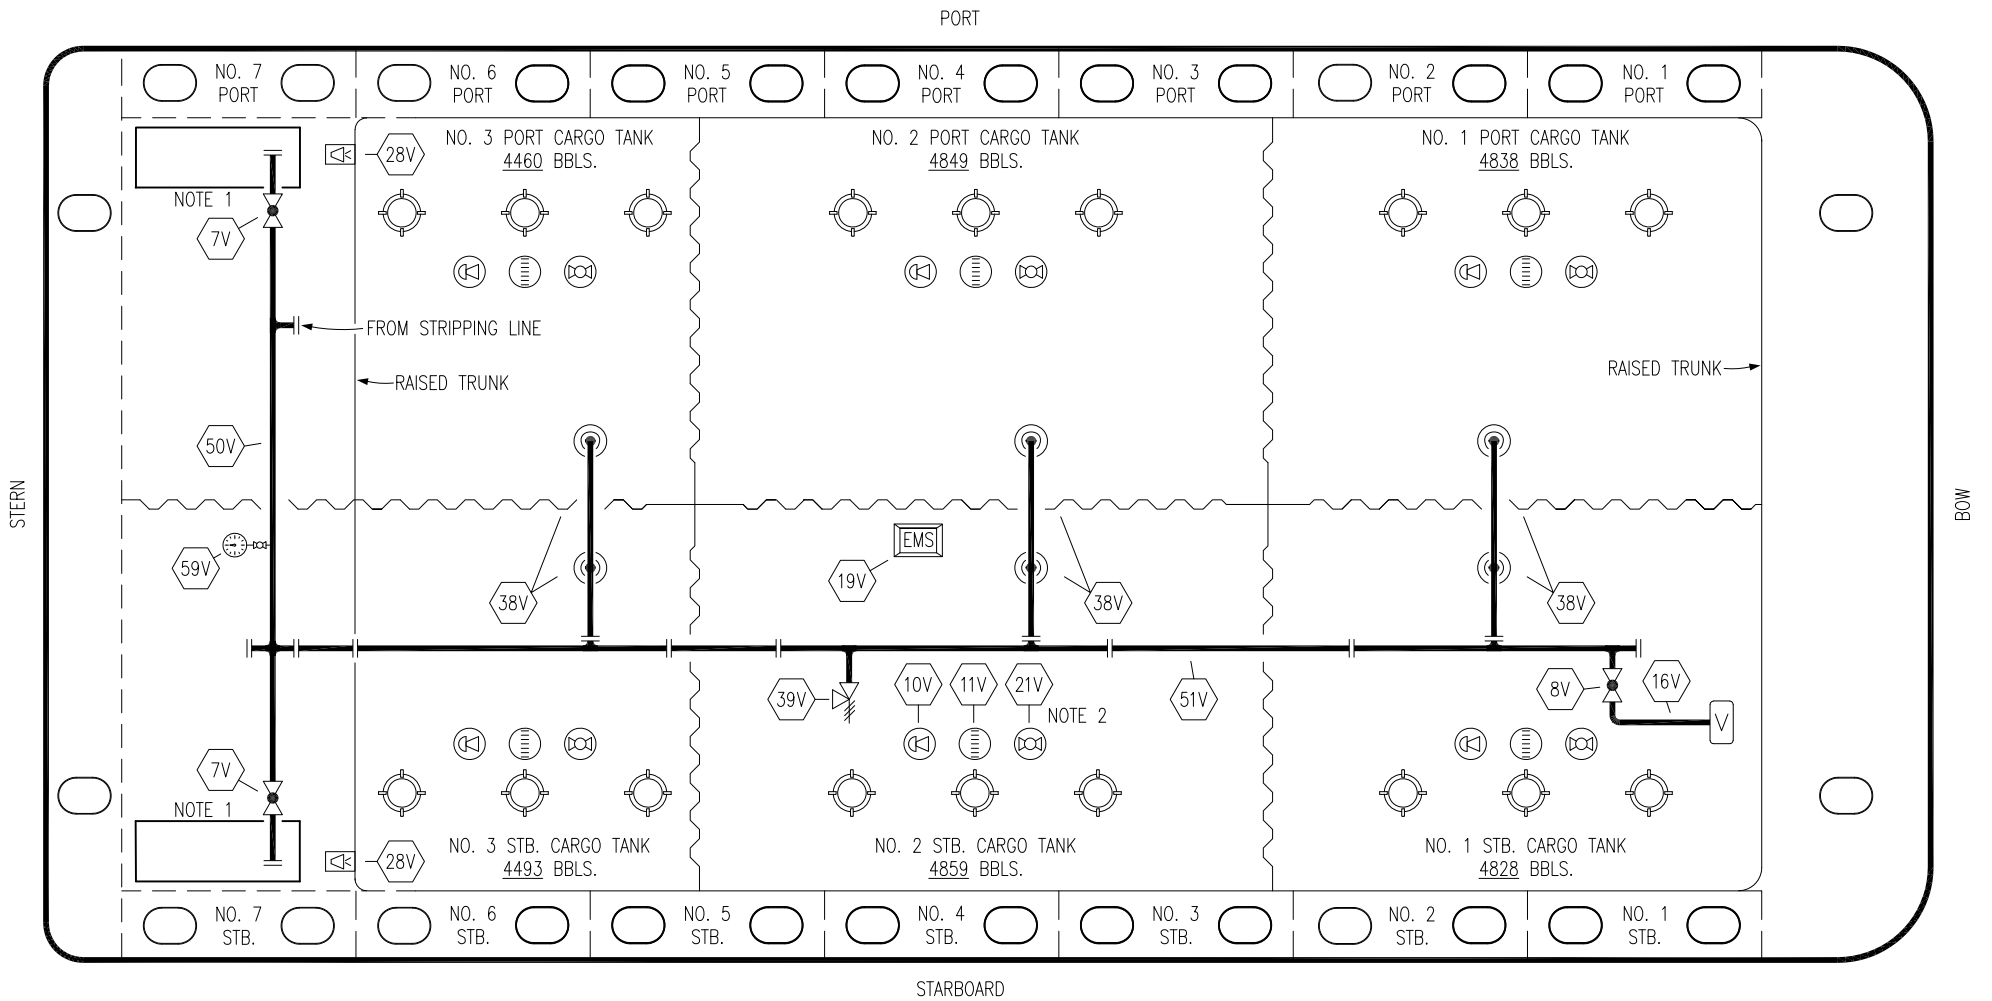 PORT
NO. 7
PORT
NO. 6
PORT
NO. 5
PORT
NO. 4
PORT
NO. 3
PORT
NO. 2
PORT
NO. 1
PORT
NO. 3 PORT CARGO TANK
4460 BBLS.
NO. 2 PORT CARGO TANK
4849 BBLS.
NO. 1 PORT CARGO TANK
4838 BBLS.
28V
NOTE 1
7V
FROM STRIPPING LINE
RAISED TRUNK
RAISED TRUNK
50V
STERN
BOW
59V
EMS
19V
38V
38V
38V
39V
10V
11V
21V
NOTE 2
51V
8V
16V
V
7V
NOTE 1
28V
NO. 3 STB. CARGO TANK
4493 BBLS.
NO. 2 STB. CARGO TANK
4859 BBLS.
NO. 1 STB. CARGO TANK
4828 BBLS.
NO. 7
STB.
NO. 6
STB.
NO. 5
STB.
NO. 4
STB.
NO. 3
STB.
NO. 2
STB.
NO. 1
STB.
STARBOARD